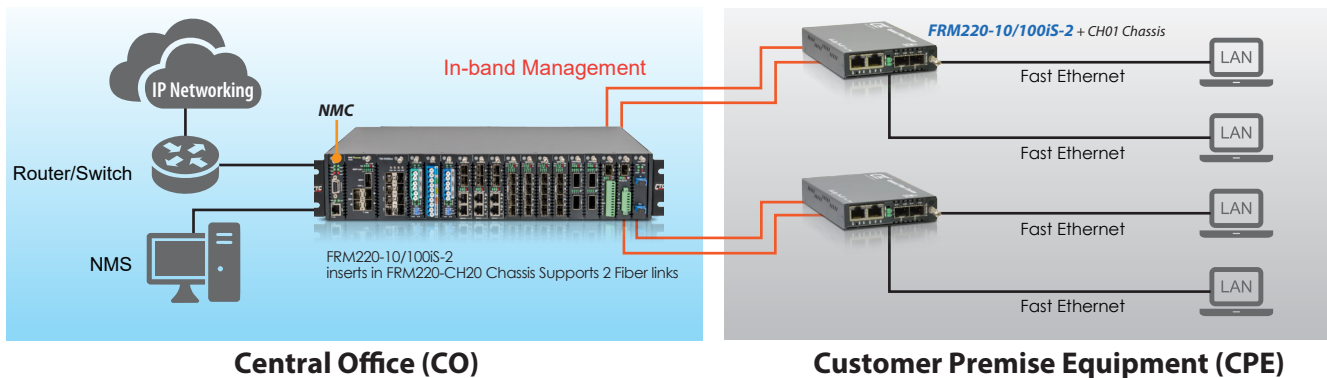 IP Networking
In-band Management
NMC
Router/Switch
NMS
FRM220-10/100iS-2
inserts in FRM220-CH20 Chassis Supports 2 Fiber links
Central Office (CO)
FRM220-10/100iS-2 + CH01 Chassis
Fast Ethernet
LAN
Fast Ethernet
LAN
Fast Ethernet
LAN
Fast Ethernet
LAN
Customer Premise Equipment (CPE)